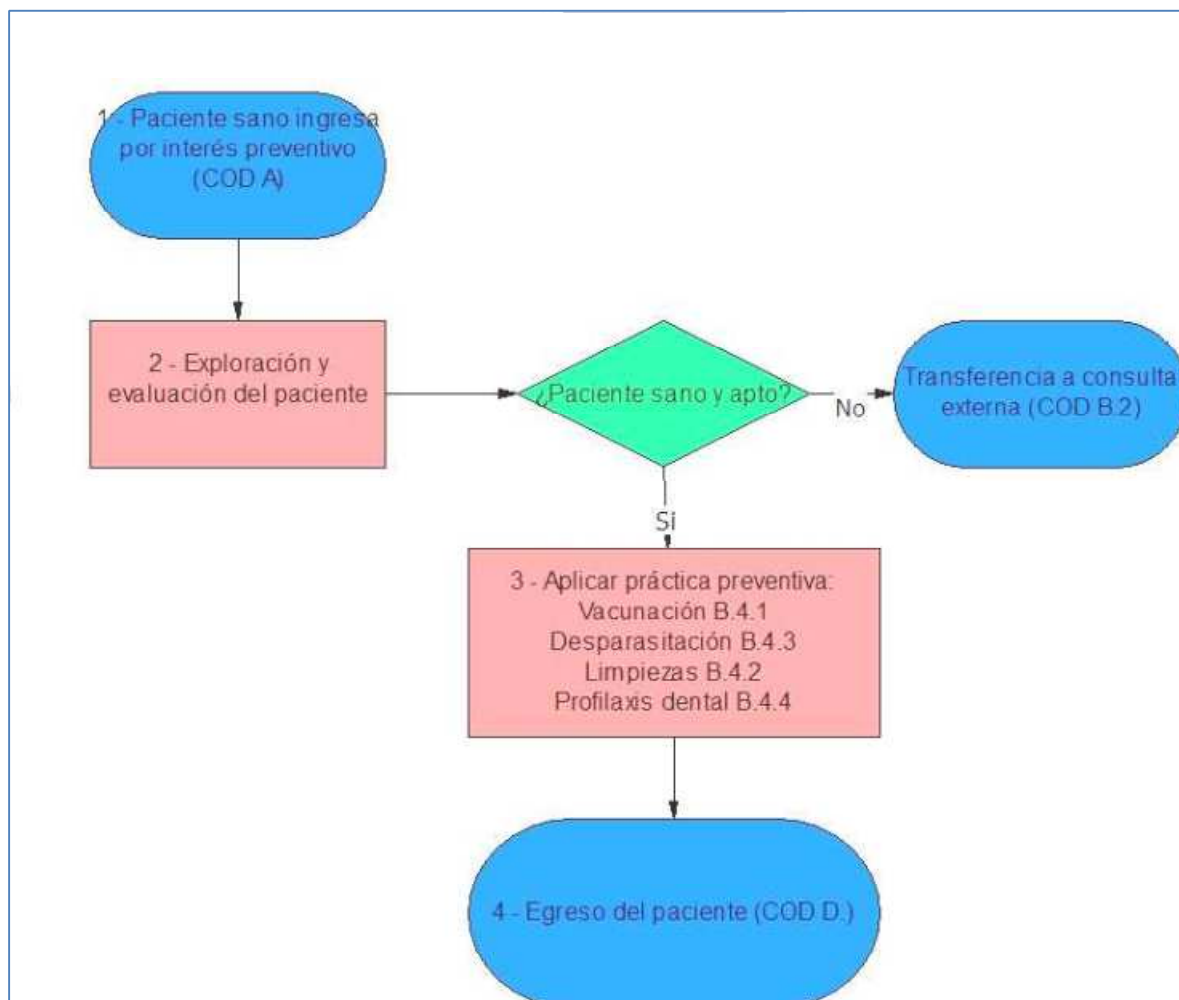 1 - Paciente sano ingresa
por interés preventivo
(COD A)
2 - Exploración y
evaluación del paciente
¿Paciente sano y apto?
No
Transferencia a consulta
externa (COD B.2)
Si
3 - Aplicar práctica preventiva:
Vacunación B.4.1
Desparasitación B.4.3
Limpiezas B.4.2
Profilaxis dental B.4.4
4 - Egreso del paciente (COD D.)